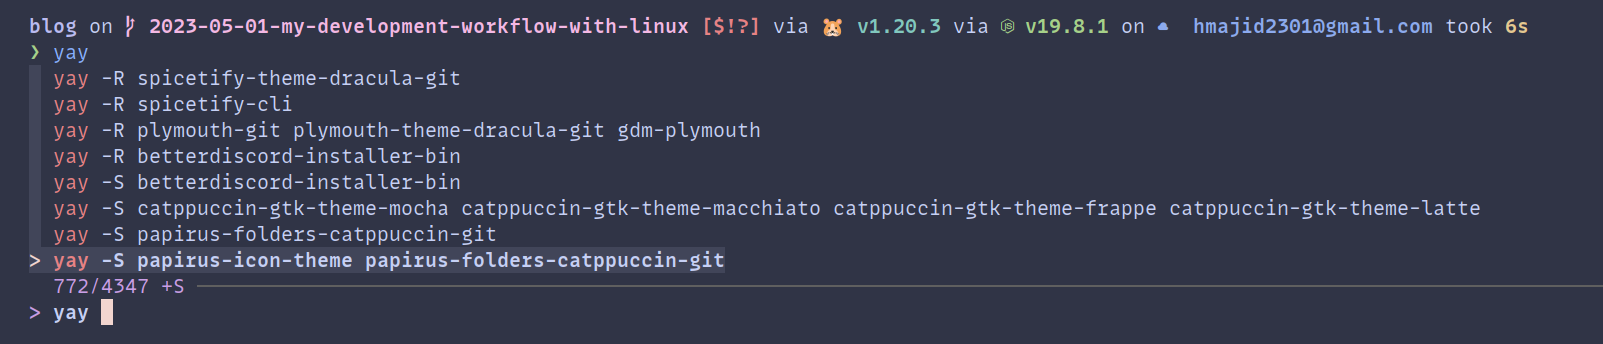 blog on 2023-05-01-my-development-workflow-with-linux [$!?] via 🐹 v1.20.3 via v19.8.1 on ☁ hmajid2301@gmail.com took 6s
❯ yay
yay -R spicetify-theme-dracula-git
yay -R spicetify-cli
yay -R plymouth-git plymouth-theme-dracula-git gdm-plymouth
yay -R betterdiscord-installer-bin
yay -S betterdiscord-installer-bin
yay -S catppuccin-gtk-theme-mocha catppuccin-gtk-theme-macchiato catppuccin-gtk-theme-frappe catppuccin-gtk-theme-latte
yay -S papirus-folders-catppuccin-git
> yay -S papirus-icon-theme papirus-folders-catppuccin-git
772/4347 +S
> yay